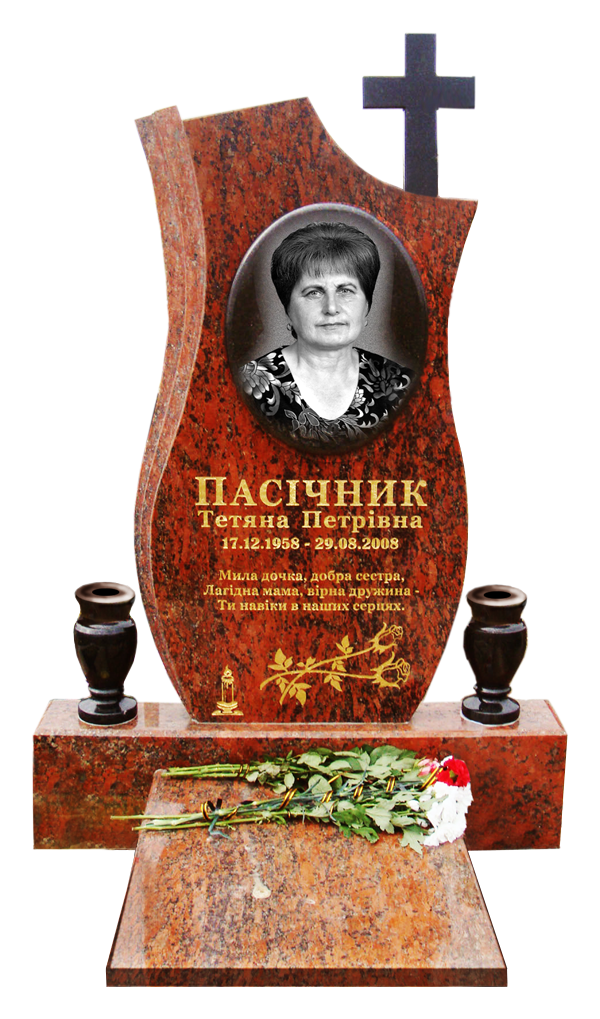 ПАСІЧНИК
Тетяна Петрівна
17.12.1958 - 29.08.2008
Мила дочка, добра сестра,
Лагідна мама, вірна дружина -
Ти навіки в наших серцях.